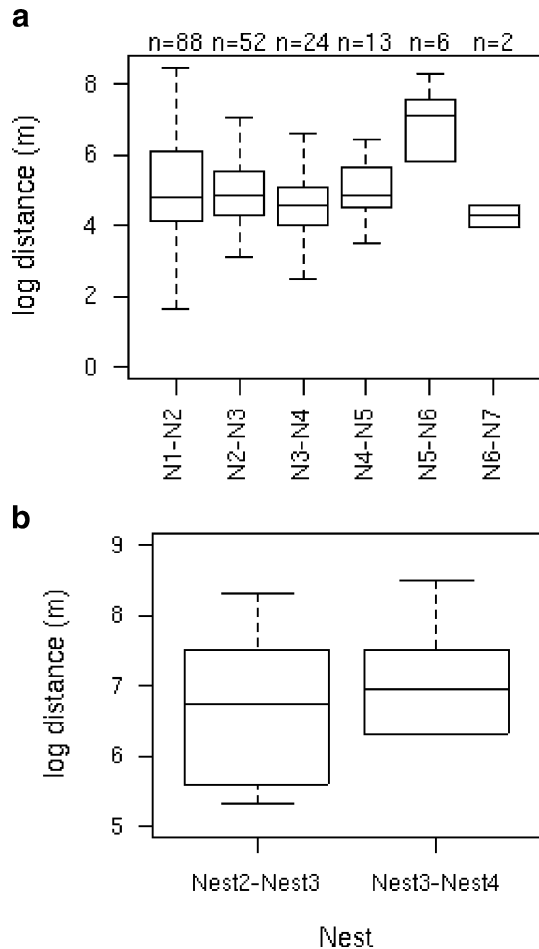 a
n=88 n=52 n=24 n=13 n=6 n=2
8
6
4
2
0
log distance (m)
N1-N2 N2-N3 N3-N4 N4-N5 N5-N6 N6-N7
b
9
8
7
6
5
log distance (m)
Nest2-Nest3 Nest3-Nest4
Nest